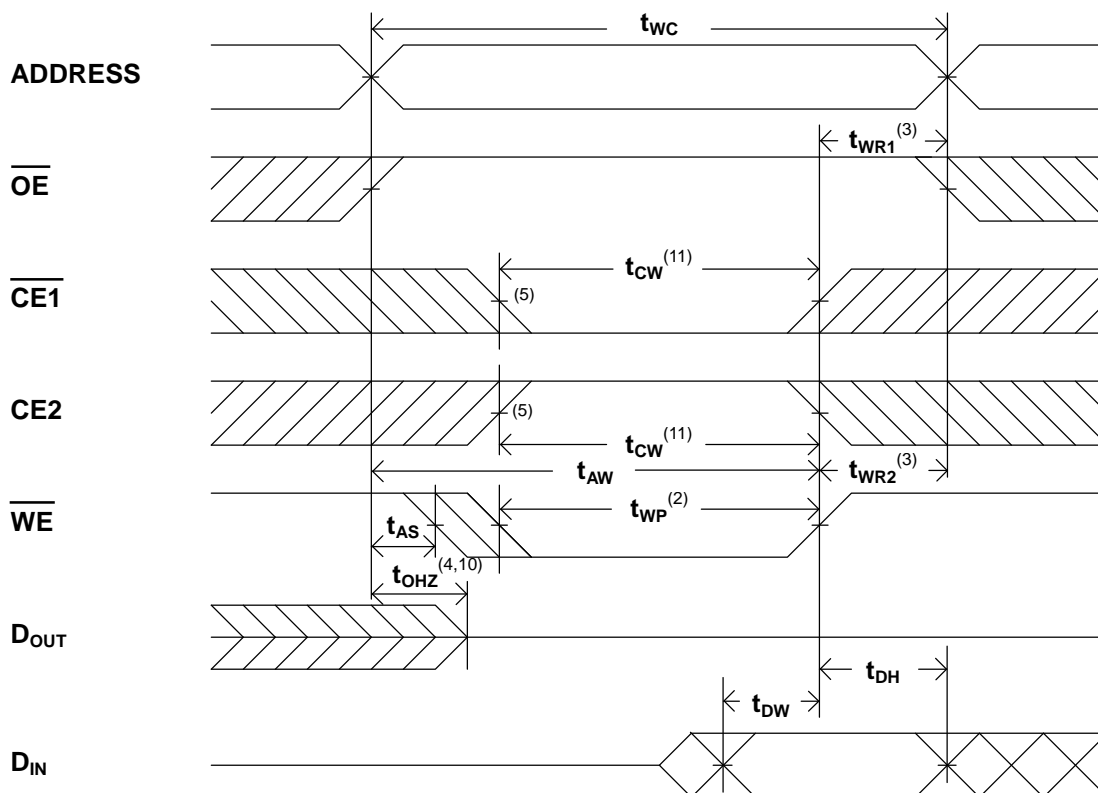 tWC
ADDRESS
tWR1(3)
OE
tCW(11)
CE1
(5)
CE2
(5)
tCW(11)
tAW
tWR2(3)
WE
tWP(2)
tAS
tOHZ(4,10)
DOUT
tDH
tDW
DIN